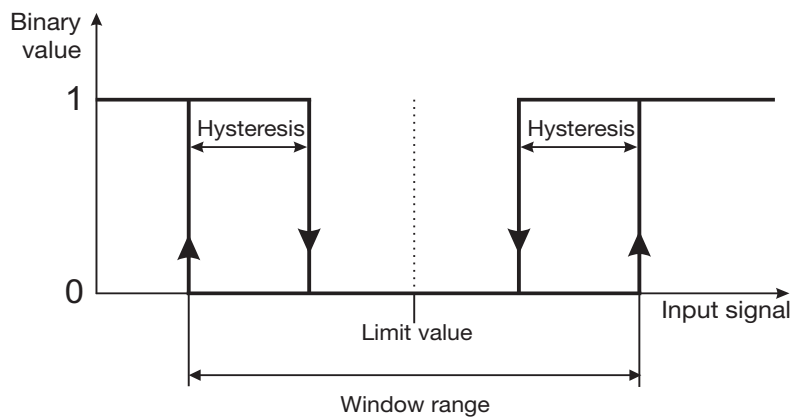 Binary
value
1
Hysteresis
Hysteresis
0
Input signal
Limit value
Window range